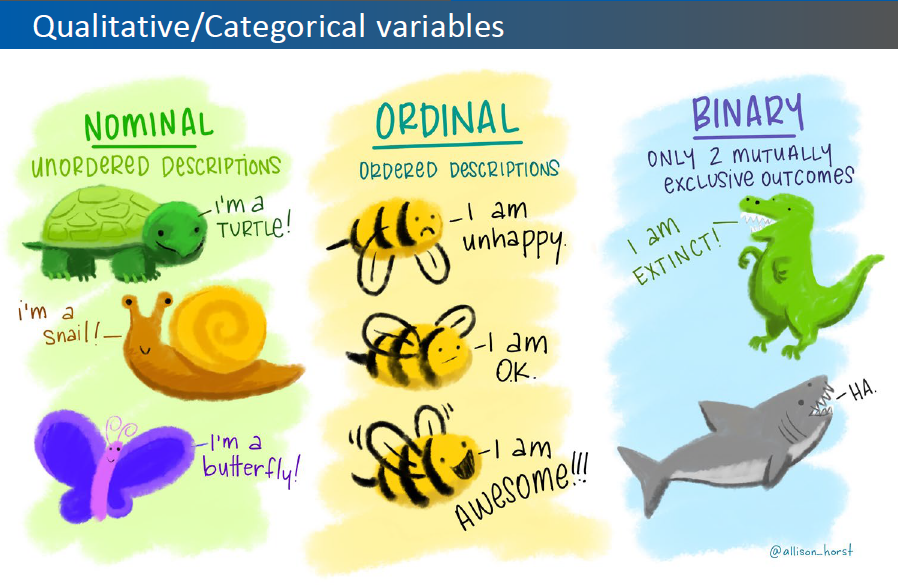 Qualitative/Categorical variables
NOMINAL
UNORDERED DESCRIPTIONS
i'm a
TURTLE!
i'm a
snail!
I'm a
butterfly!
ORDINAL
ORDERED DESCRIPTIONS
I am
unhappy.
I am
O.K.
I am
AWESOME!!!
BINARY
ONLY 2 MUTUALLY
EXCLUSIVE OUTCOMES
I am
EXTINCT!
HA.
@allison_horst